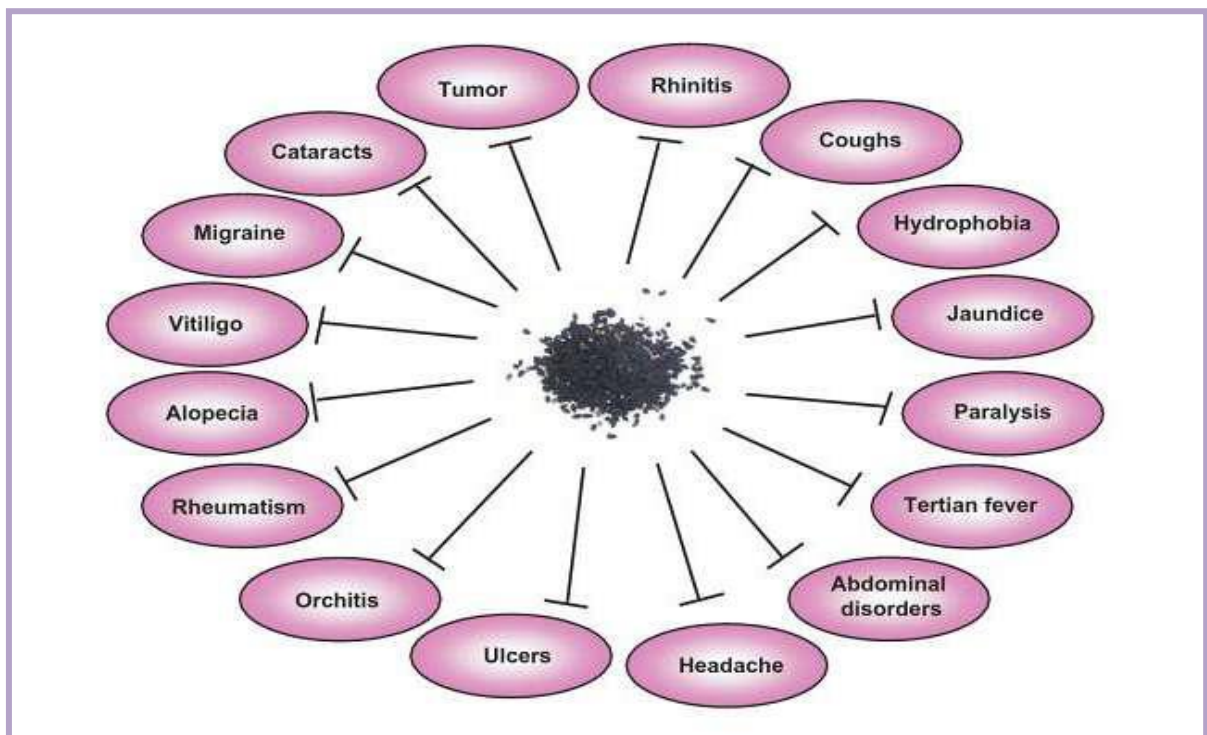 Tumor
Rhinitis
Coughs
Hydrophobia
Jaundice
Paralysis
Tertian fever
Abdominal
disorders
Headache
Ulcers
Orchitis
Rheumatism
Alopecia
Vitiligo
Migraine
Cataracts